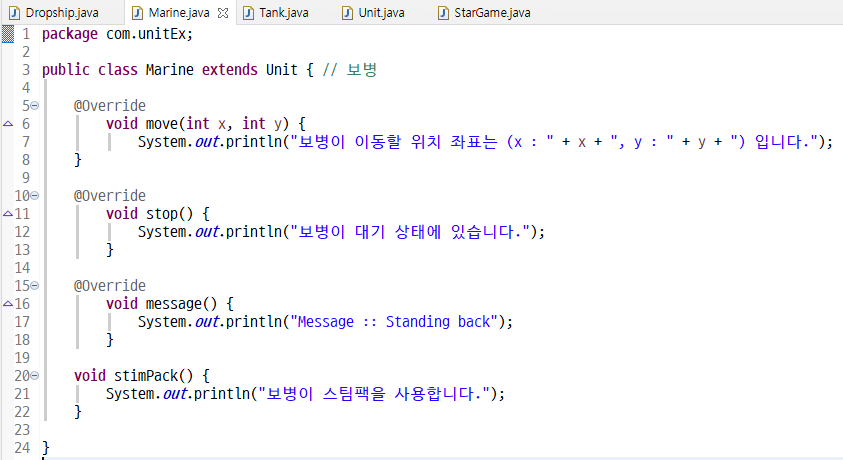 Dropship.java Marine.java Tank.java Unit.java StarGame.java
1 package com.unitEx;
2
3 public class Marine extends Unit { // 보병
4
5 @Override
6 void move(int x, int y) {
7 System.out.println("보병이 이동할 위치 좌표는 (x : " + x + ", y : " + y + ") 입니다.");
8 }
9
10 @Override
11 void stop() {
12 System.out.println("보병이 대기 상태에 있습니다.");
13 }
14
15 @Override
16 void message() {
17 System.out.println("Message :: Standing back");
18 }
19
20 void stimPack() {
21 System.out.println("보병이 스팀팩을 사용합니다.");
22 }
23
24 }